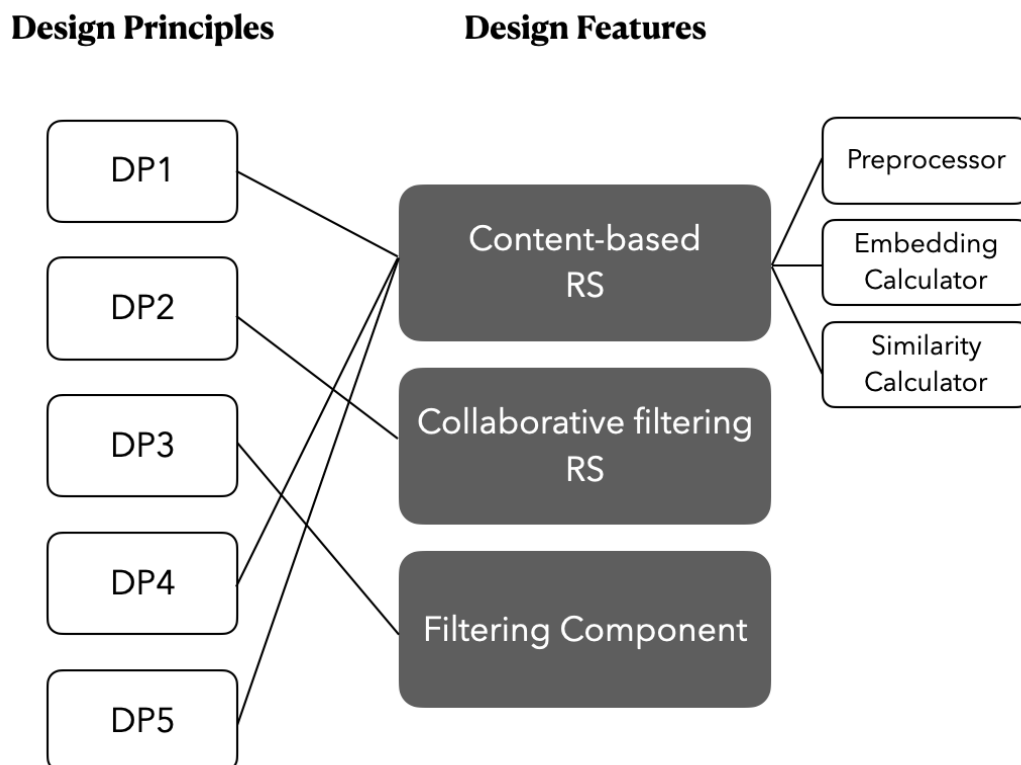 Design Principles
Design Features
DP1
DP2
DP3
DP4
DP5
Content-based
RS
Collaborative filtering
RS
Filtering Component
Preprocessor
Embedding
Calculator
Similarity
Calculator